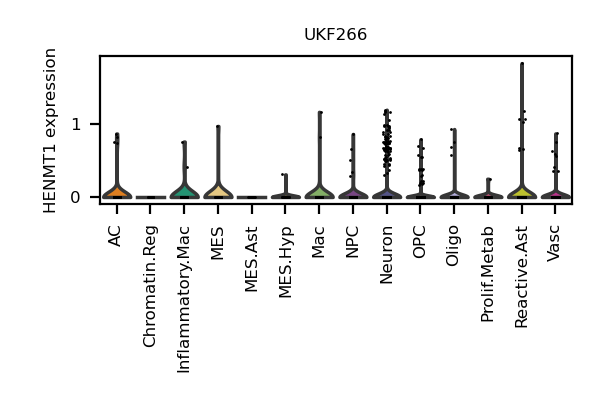 UKF266
HENMT1 expression
1
0
AC
Chromatin.Reg
Inflammatory.Mac
MES
MES.Ast
MES.Hyp
Mac
NPC
Neuron
OPC
Oligo
Prolif.Metab
Reactive.Ast
Vasc